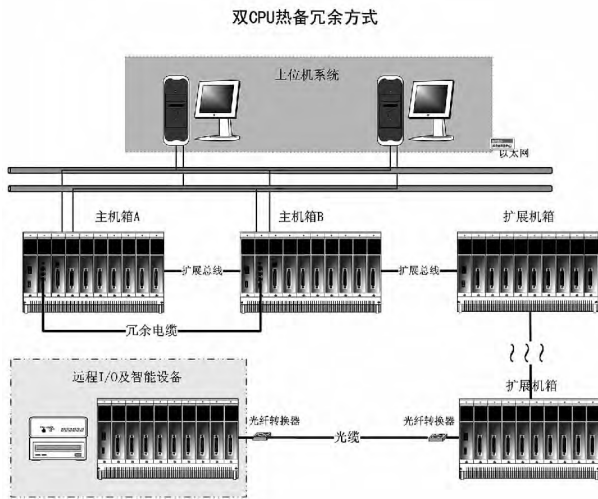 双CPU热备冗余方式
上位机系统
以太网
主机箱A
主机箱B
扩展机箱
扩展总线
扩展总线
冗余电缆
远程I/O及智能设备
扩展机箱
光纤转换器
光缆
光纤转换器